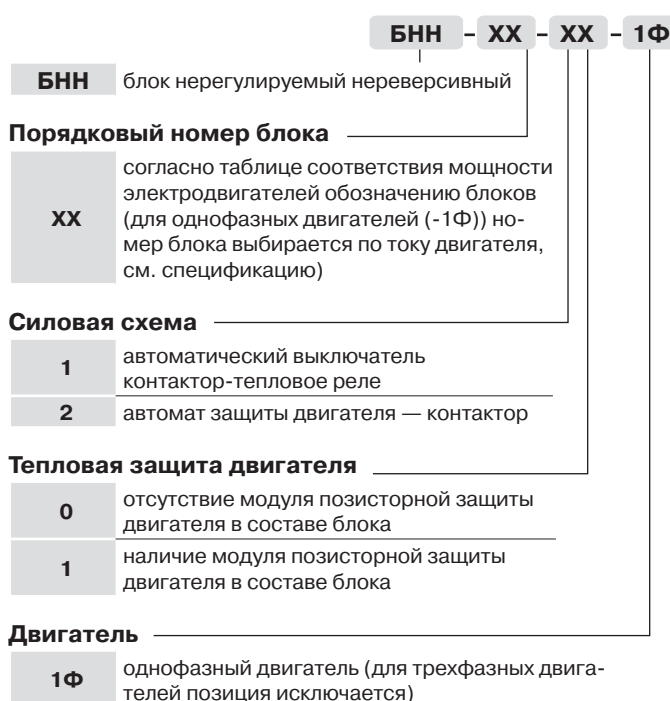 БНН – ХХ – ХХ – 1Ф
БНН блок нерегулируемый нереверсивный
Порядковый номер блока
согласно таблице соответствия мощности
электродвигателей обозначению блоков
ХХ (для однофазных двигателей (-1Ф)) но-
мер блока выбирается по току двигателя,
см. спецификацию)
Силовая схема
1 автоматический выключатель
контактор-тепловое реле
2 автомат защиты двигателя — контактор
Тепловая защита двигателя
0 отсутствие модуля позисторной защиты
двигателя в составе блока
1 наличие модуля позисторной защиты
двигателя в составе блока
Двигатель
1Ф однофазный двигатель (для трехфазных двига-
телей позиция исключается)